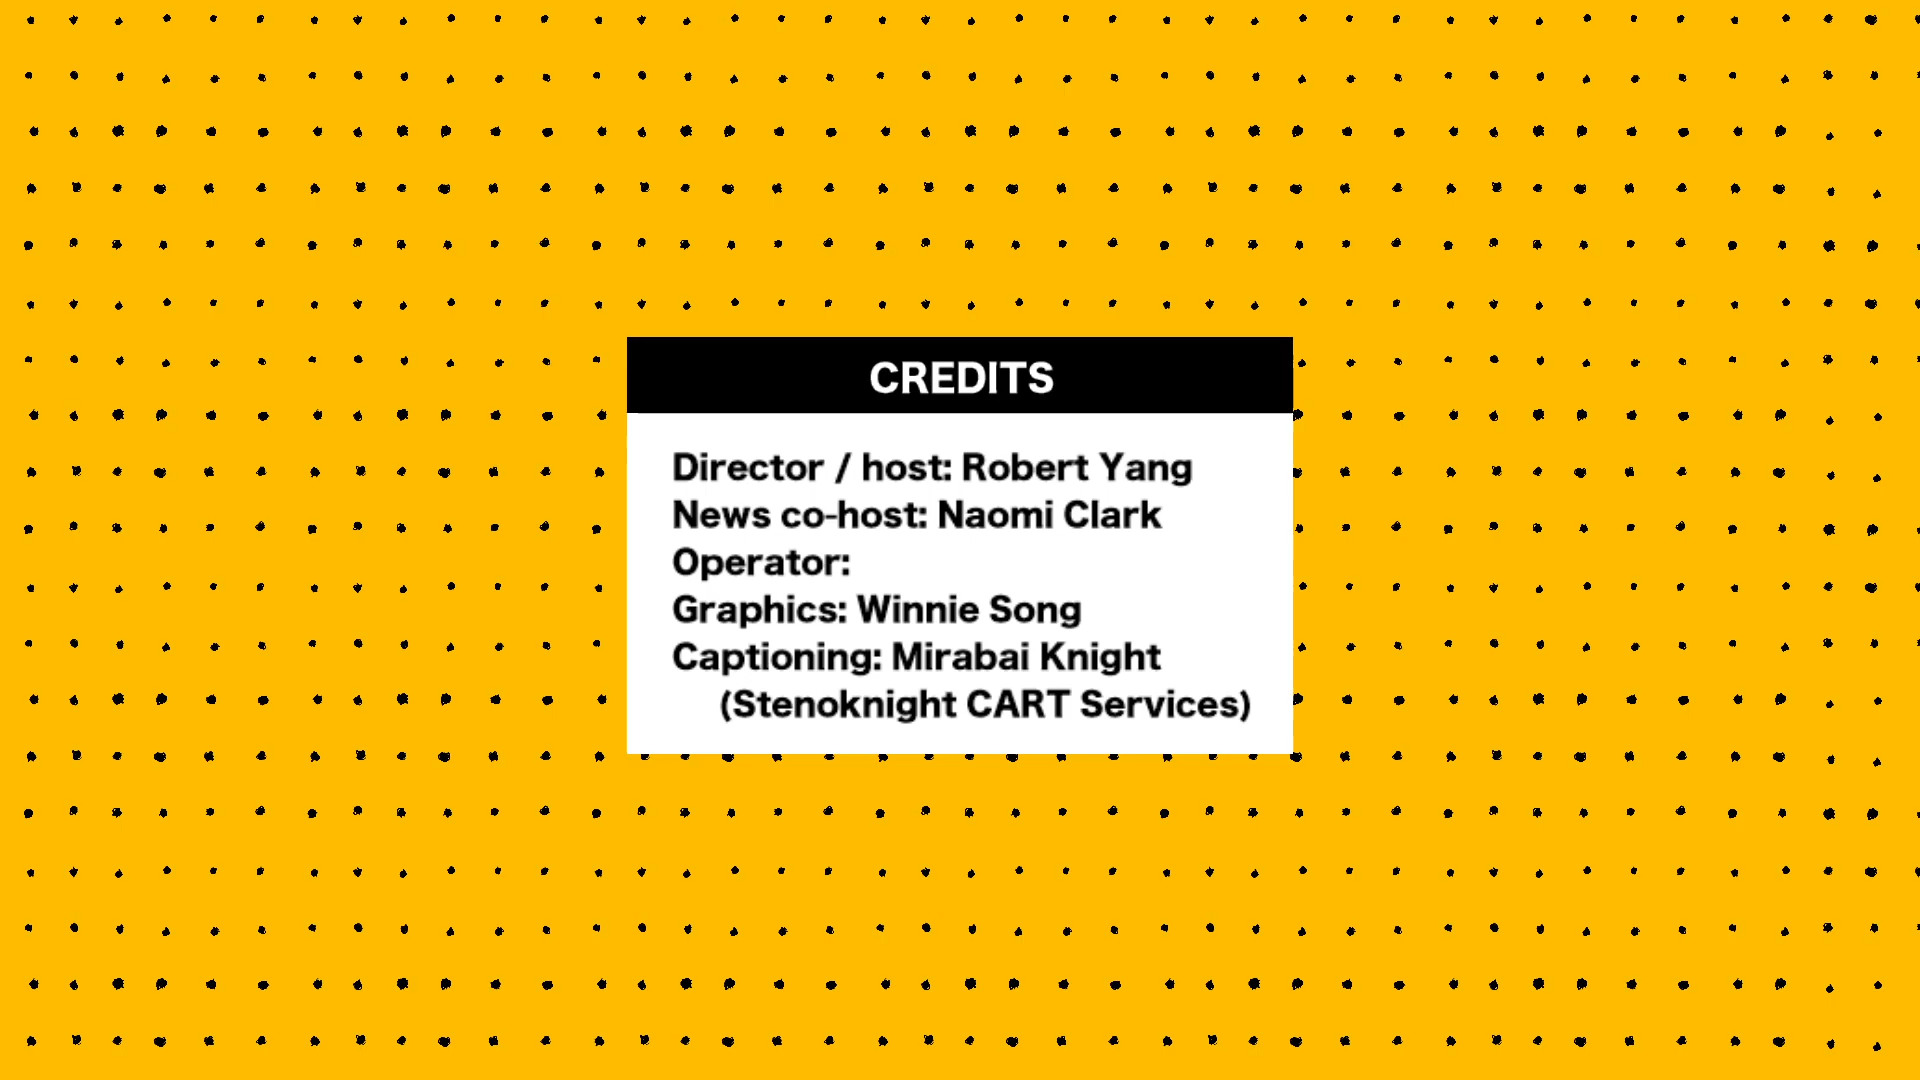 CREDITS
Director / host: Robert Yang
News co-host: Naomi Clark
Operator:
Graphics: Winnie Song
Captioning: Mirabai Knight
(Stenoknight CART Services)